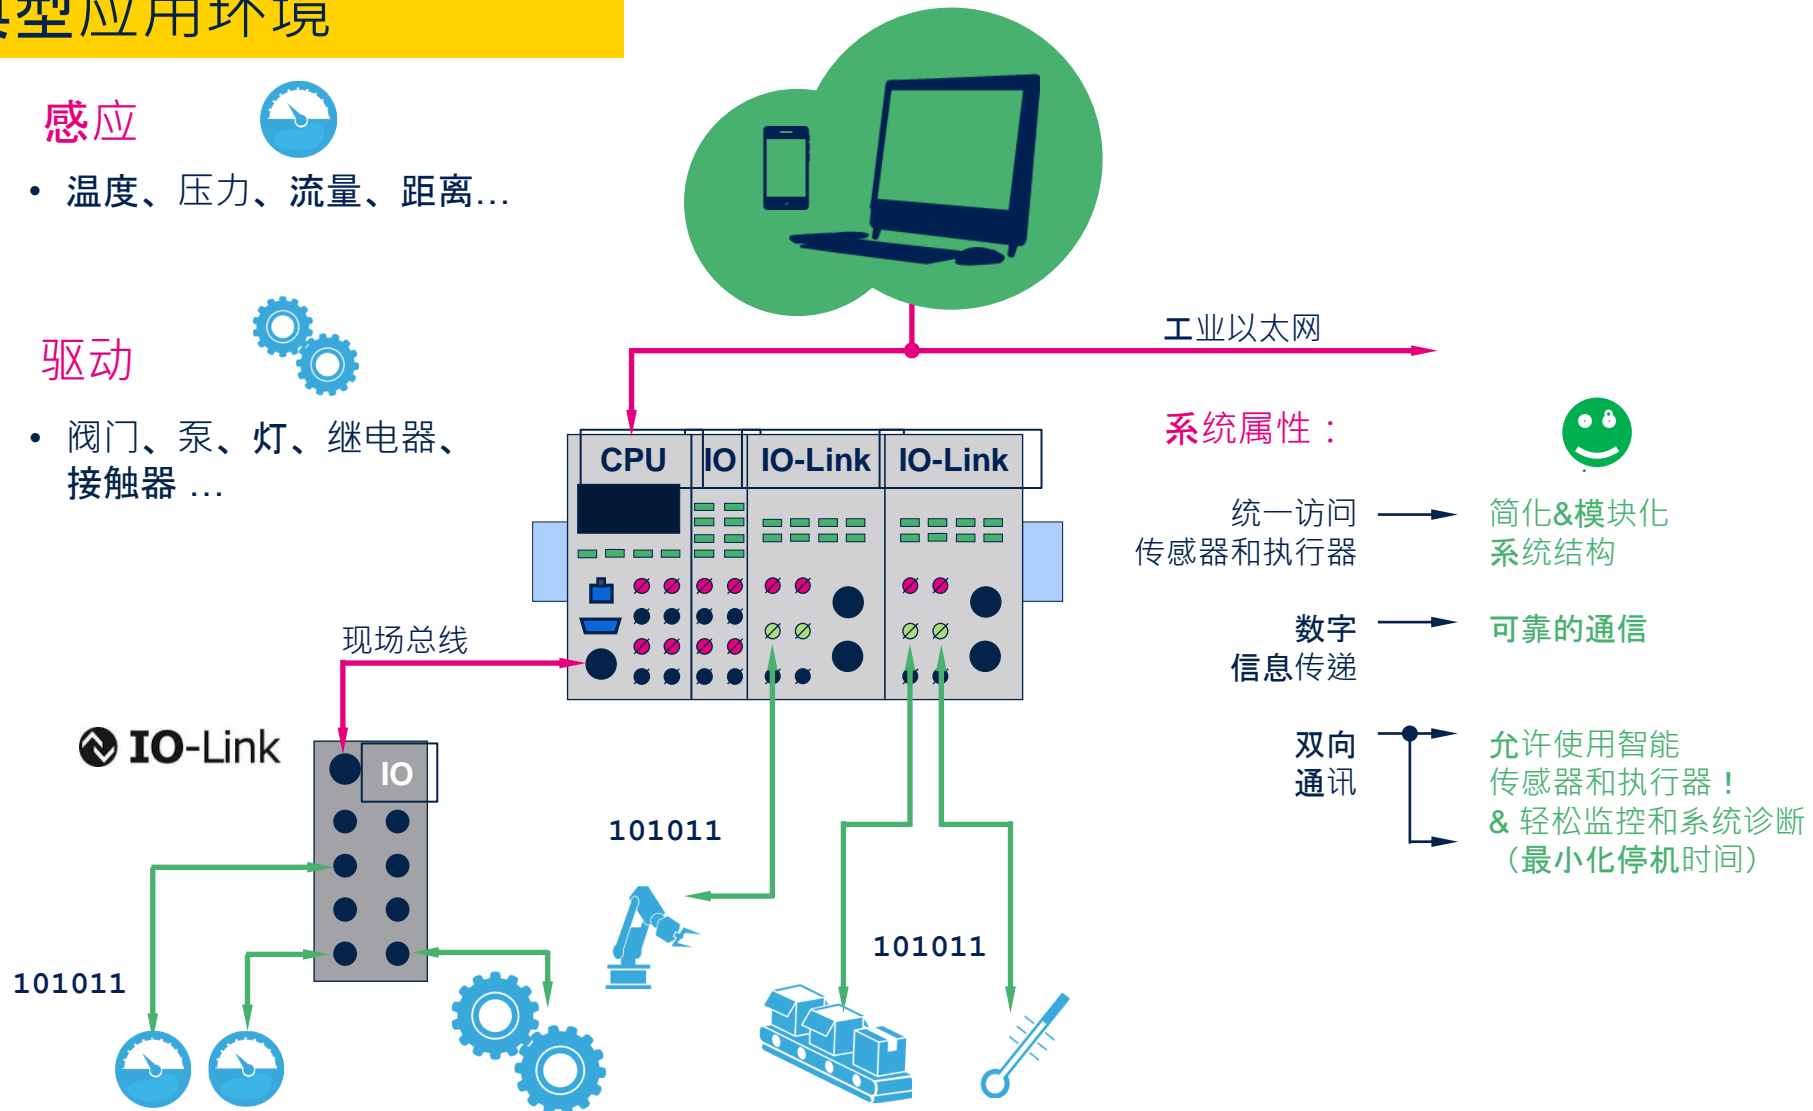 典型应用环境
感应
• 温度、压力、流量、距离...
驱动
• 阀门、泵、灯、继电器、
接触器 ...
工业以太网
CPU
IO
IO-Link
IO-Link
现场总线
IO-Link
IO
101011
101011
101011
系统属性：
统一访问
传感器和执行器
简化&模块化
系统结构
数字
信息传递
可靠的通信
双向
通讯
允许使用智能
传感器和执行器！
& 轻松监控和系统诊断
（最小化停机时间）